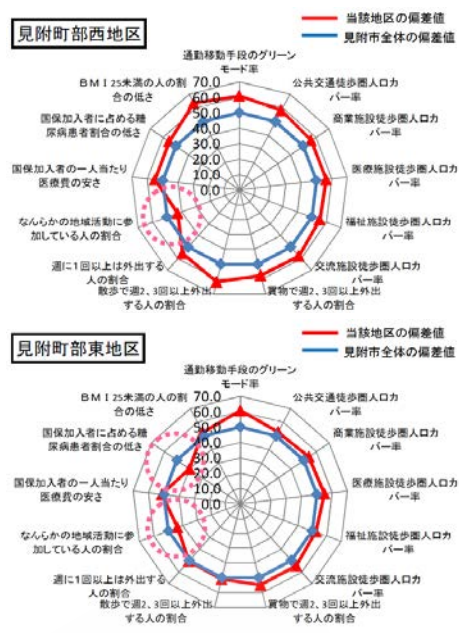 見附町部西地区
当該地区の偏差値
見附市全体の偏差値
通勤移動手段のグリーン
モード率
公共交通徒歩圏人口カ
バー率
商業施設徒歩圏人口カ
バー率
医療施設徒歩圏人口カ
バー率
福祉施設徒歩圏人口カ
バー率
交流施設徒歩圏人口カ
バー率
買物で週2、3回以上外出
する人の割合
散歩で週2、3回以上外出
する人の割合
週に1回以上は外出する
人の割合
なんらかの地域活動に参
加している人の割合
国保加入者の一人当たり
医療費の安さ
国保加入者に占める糖
尿病患者割合の低さ
BMI25未満の人の割
合の低さ
70.0
60.0
50.0
40.0
30.0
20.0
10.0
0.0
見附町部東地区
当該地区の偏差値
見附市全体の偏差値
通勤移動手段のグリーン
モード率
公共交通徒歩圏人口カ
バー率
商業施設徒歩圏人口カ
バー率
医療施設徒歩圏人口カ
バー率
福祉施設徒歩圏人口カ
バー率
交流施設徒歩圏人口カ
バー率
買物で週2、3回以上外出
する人の割合
散歩で週2、3回以上外出
する人の割合
週に1回以上は外出する
人の割合
なんらかの地域活動に参
加している人の割合
国保加入者の一人当たり
医療費の安さ
国保加入者に占める糖
尿病患者割合の低さ
BMI25未満の人の割
合の低さ
70.0
60.0
50.0
40.0
30.0
20.0
10.0
0.0